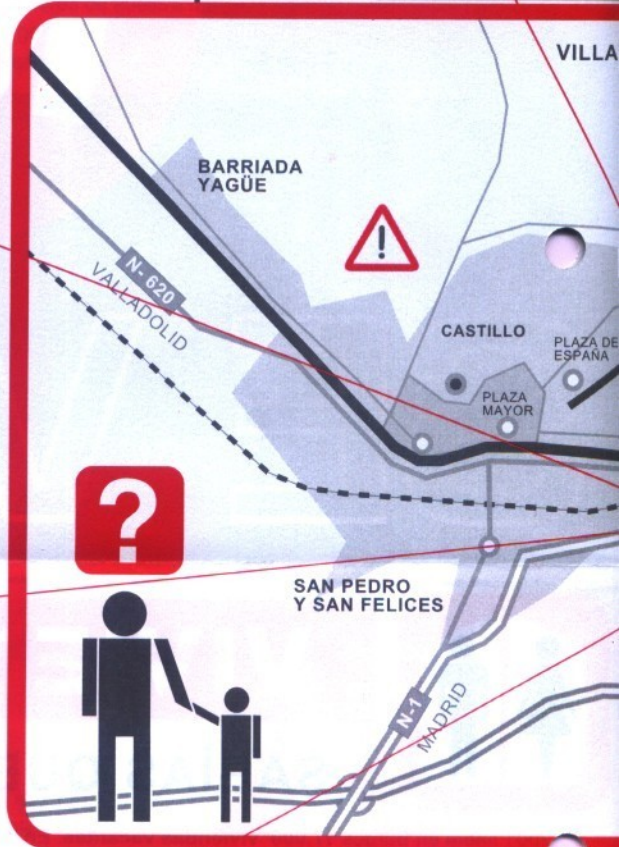 VILLA
BARRIADA
YAGÜE
N-620
VALLADOLID
!
CASTILLO
PLAZA DE
ESPAÑA
PLAZA
MAYOR
?
SAN PEDRO
Y SAN FELICES
N-1
MADRID